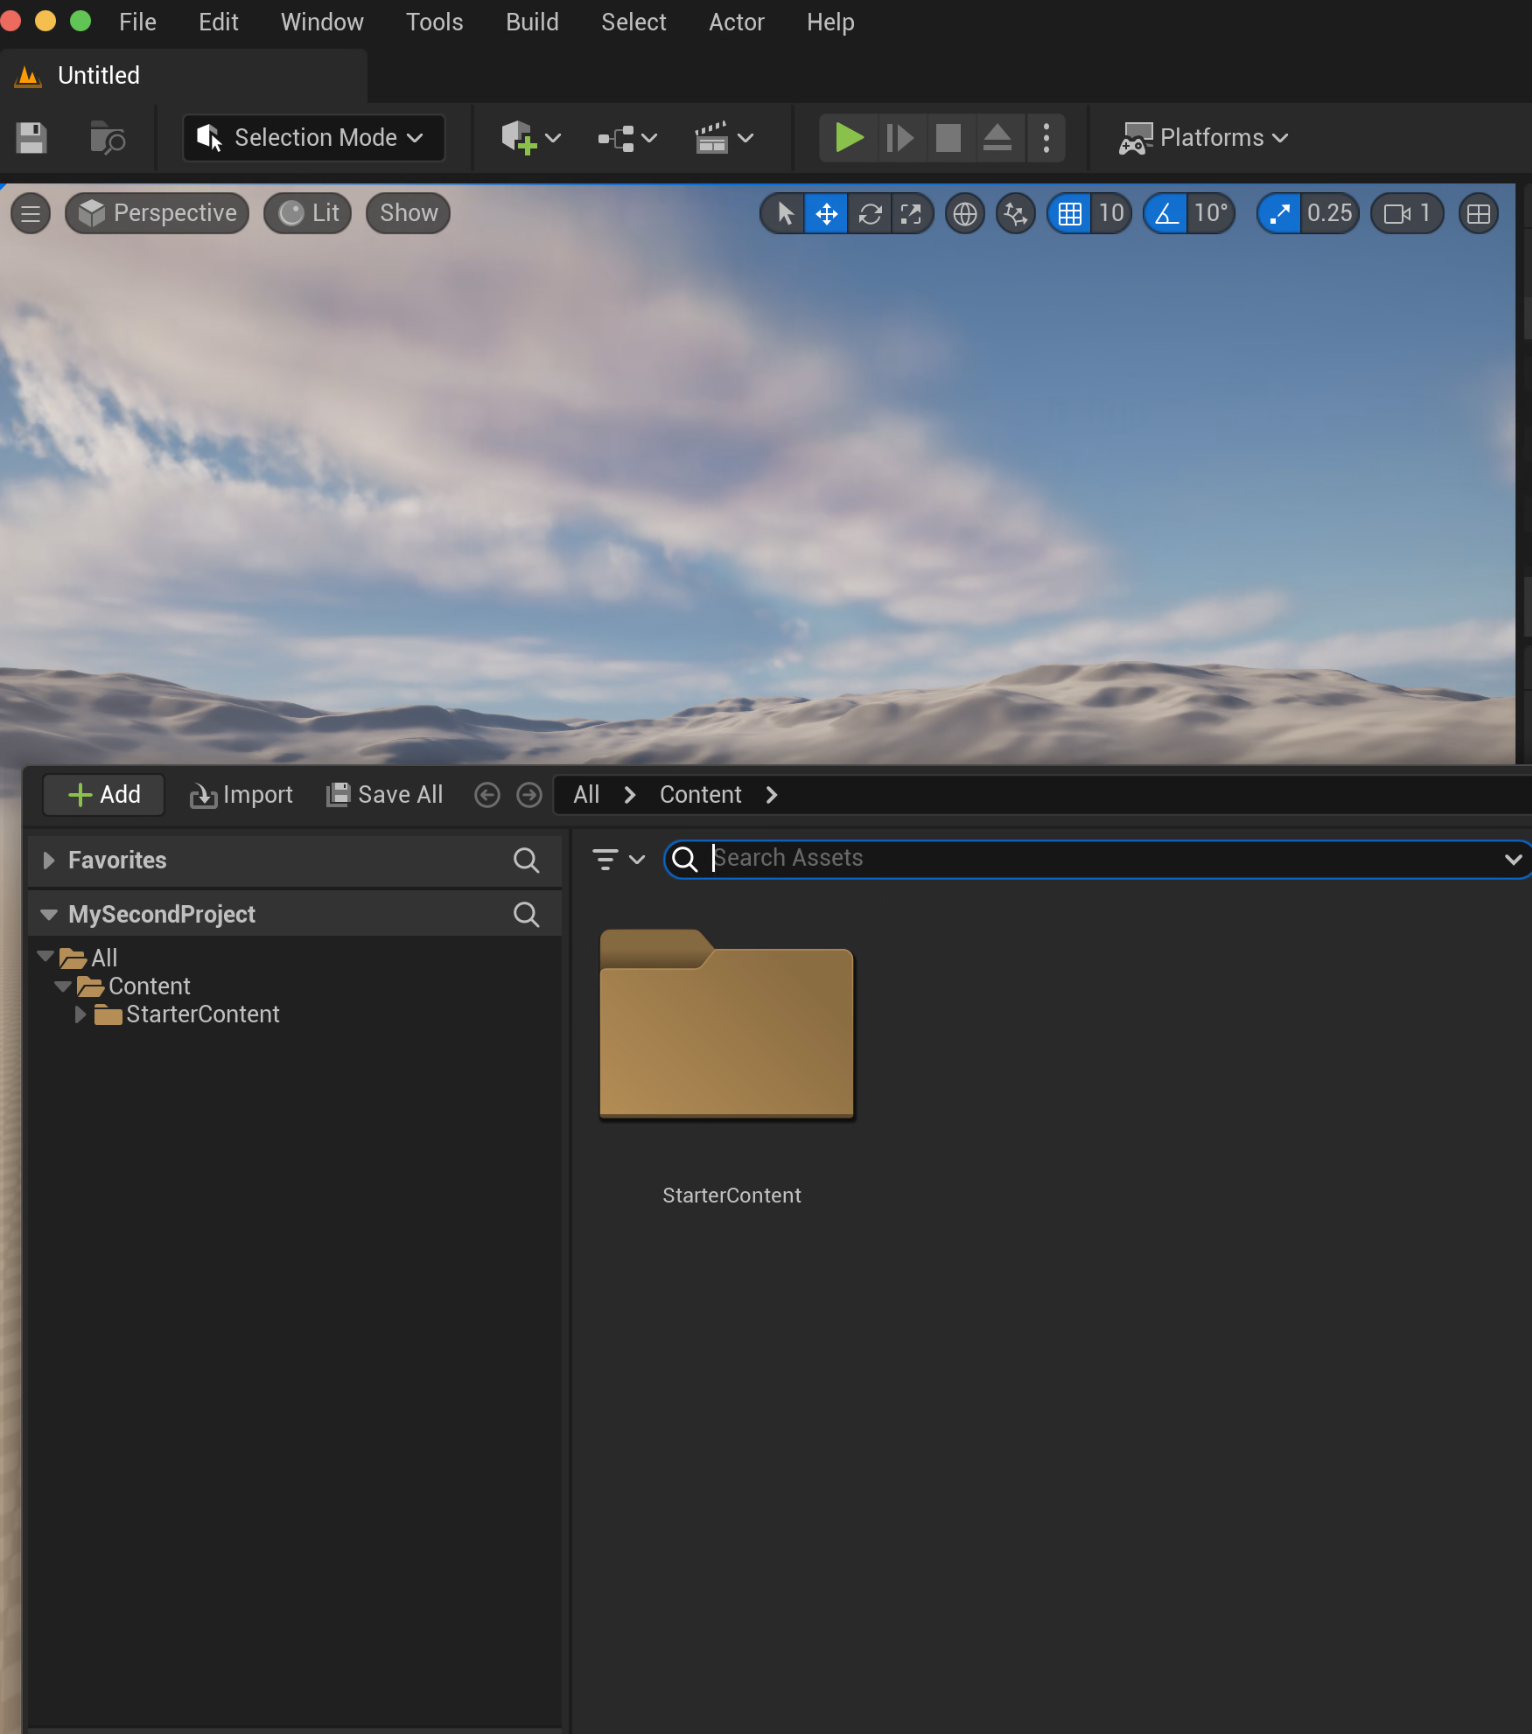 File Edit Window Tools Build Select Actor Help
Untitled
Selection Mode Platforms
Perspective Lit Show 10 10° 0.25 1
Add Import Save All All Content
Favorites
Search Assets
MySecondProject
All
Content
StarterContent
StarterContent